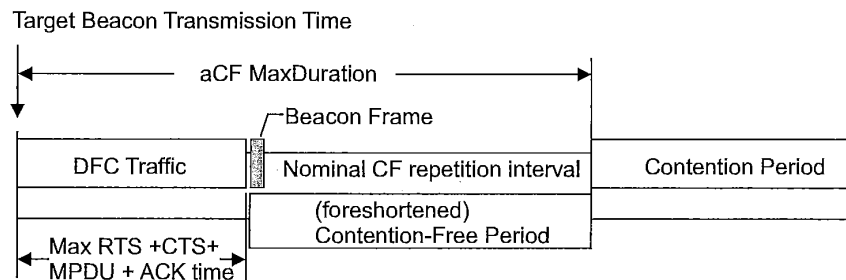 Target Beacon Transmission Time
aCF MaxDuration
Beacon Frame
DFC Traffic
Nominal CF repetition interval
Contention Period
(foreshortened)
Contention-Free Period
Max RTS +CTS+
MPDU + ACK time